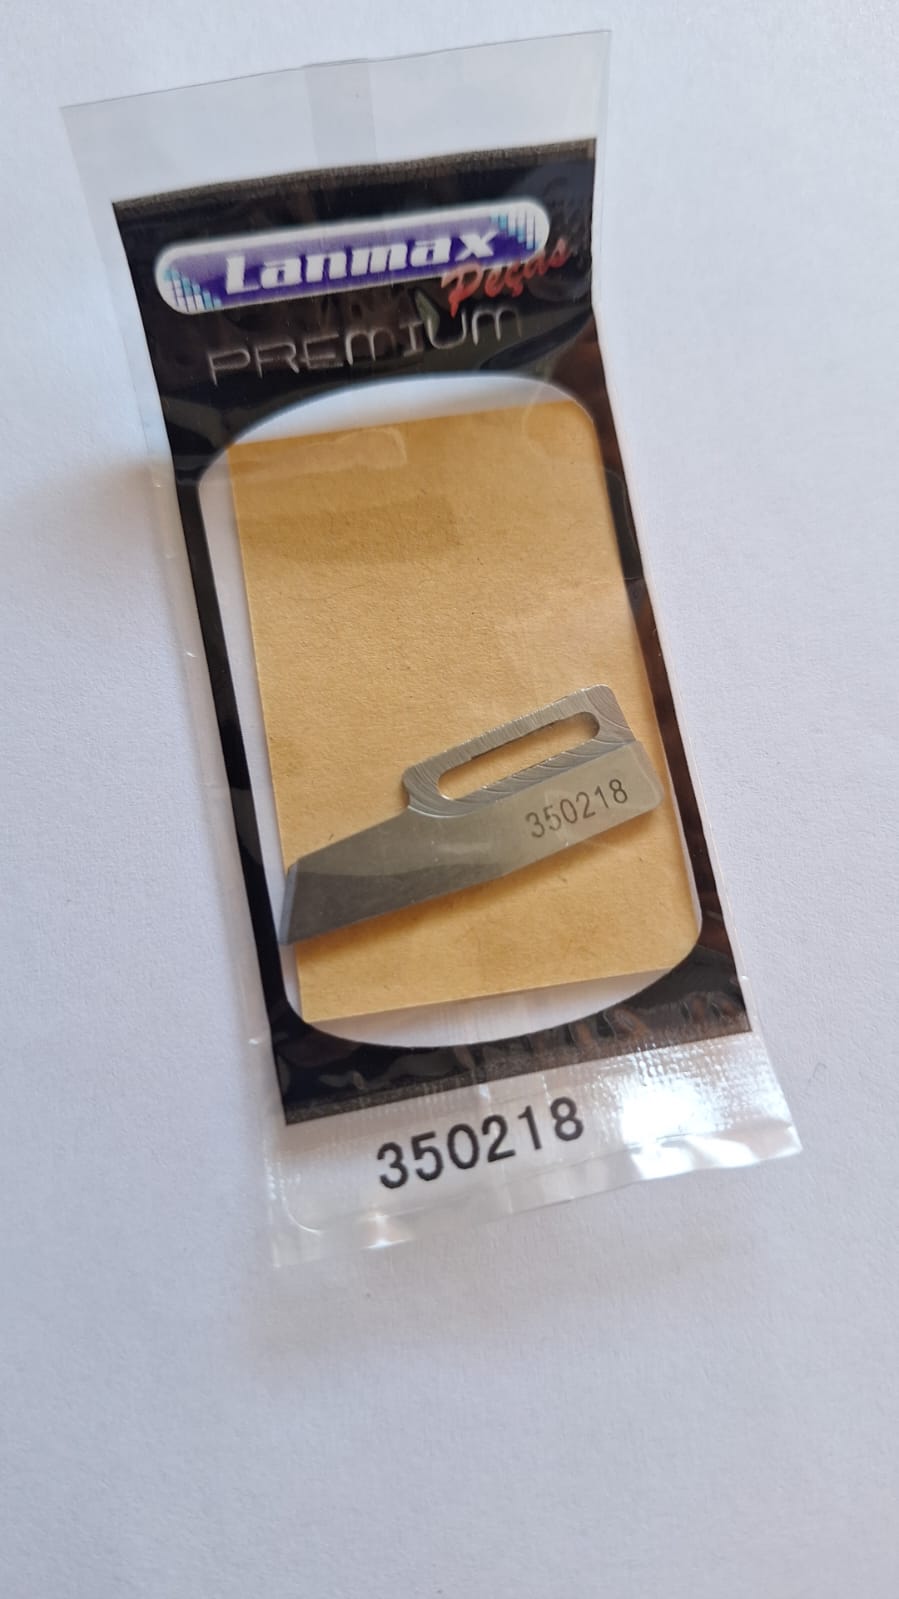 Lanmax
Peças
PREMIUM
350218
350218